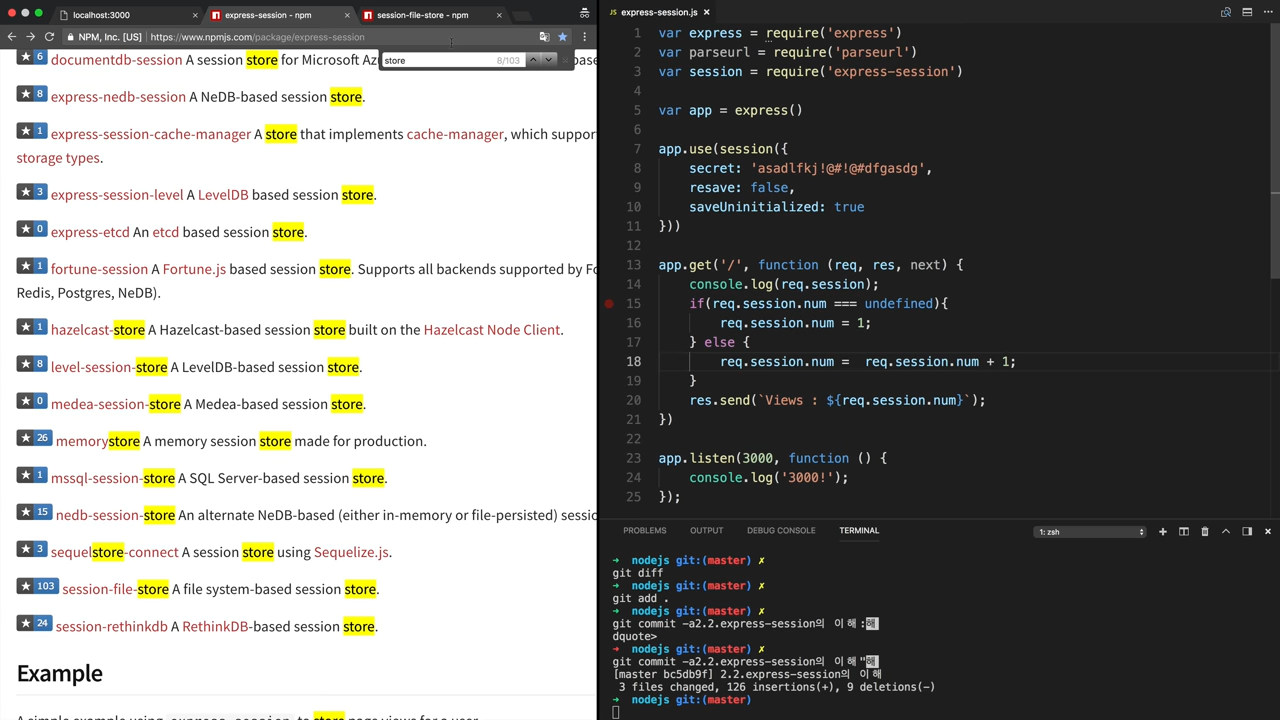 localhost:3000
express-session - npm
session-file-store - npm
NPM, Inc. [US]
https://www.npmjs.com/package/express-session
store
8/103
6 documentdb-session A session store for Microsoft Az
base
8 express-nedb-session A NeDB-based session store.
1 express-session-cache-manager A store that implements cache-manager, which suppor
storage types.
3 express-session-level A LevelDB based session store.
0 express-etcd An etcd based session store.
1 fortune-session A Fortune.js based session store. Supports all backends supported by Fo
Redis, Postgres, NeDB).
1 hazelcast-store A Hazelcast-based session store built on the Hazelcast Node Client.
8 level-session-store A LevelDB-based session store.
0 medea-session-store A Medea-based session store.
26 memorystore A memory session store made for production.
1 mssql-session-store A SQL Server-based session store.
15 nedb-session-store An alternate NeDB-based (either in-memory or file-persisted) sessio
3 sequelstore-connect A session store using Sequelize.js.
103 session-file-store A file system-based session store.
24 session-rethinkdb A RethinkDB-based session store.
Example
A simple example using express-session to store page views for a user.
express-session.js
1 var express = require('express')
2 var parseurl = require('parseurl')
3 var session = require('express-session')
4
5 var app = express()
6
7 app.use(session({
8 secret: 'asadlfkj!@#!@#dfgasdg',
9 resave: false,
10 saveUninitialized: true
11 }))
12
13 app.get('/', function (req, res, next) {
14 console.log(req.session);
15 if(req.session.num === undefined){
16 req.session.num = 1;
17 } else {
18 req.session.num =  req.session.num + 1;
19 }
20 res.send(`Views : ${req.session.num}`);
21 })
22
23 app.listen(3000, function () {
24 console.log('3000!');
25 });
PROBLEMS OUTPUT DEBUG CONSOLE TERMINAL
1: zsh
➜ nodejs git:(master) ✗
git diff
➜ nodejs git:(master) ✗
git add .
➜ nodejs git:(master) ✗
git commit -a2.2.express-session의 이해:해
dquote>
➜ nodejs git:(master) ✗
git commit -a2.2.express-session의 이해"해
[master bc5db9f] 2.2.express-session의 이해
3 files changed, 126 insertions(+), 9 deletions(-)
➜ nodejs git:(master)